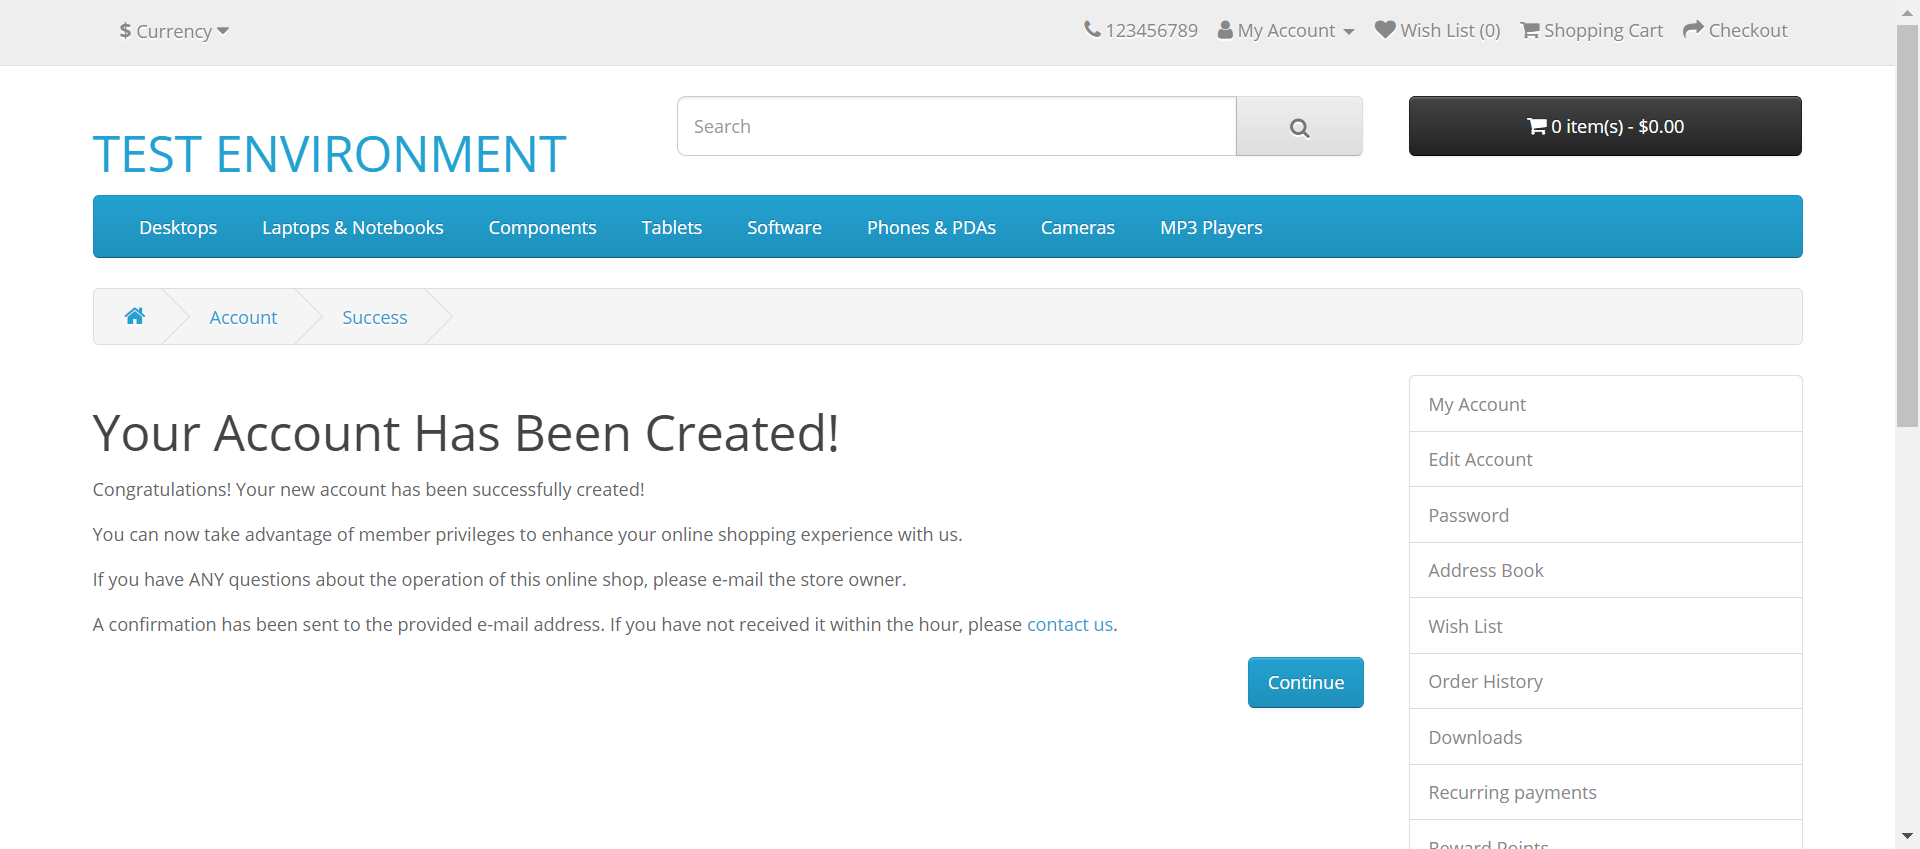 $ Currency
123456789 My Account Wish List (0) Shopping Cart Checkout
TEST ENVIRONMENT
Search
0 item(s) - $0.00
Desktops Laptops & Notebooks Components Tablets Software Phones & PDAs Cameras MP3 Players
Account Success
Your Account Has Been Created!
Congratulations! Your new account has been successfully created!
You can now take advantage of member privileges to enhance your online shopping experience with us.
If you have ANY questions about the operation of this online shop, please e-mail the store owner.
A confirmation has been sent to the provided e-mail address. If you have not received it within the hour, please contact us.
Continue
My Account
Edit Account
Password
Address Book
Wish List
Order History
Downloads
Recurring payments
Reward Points